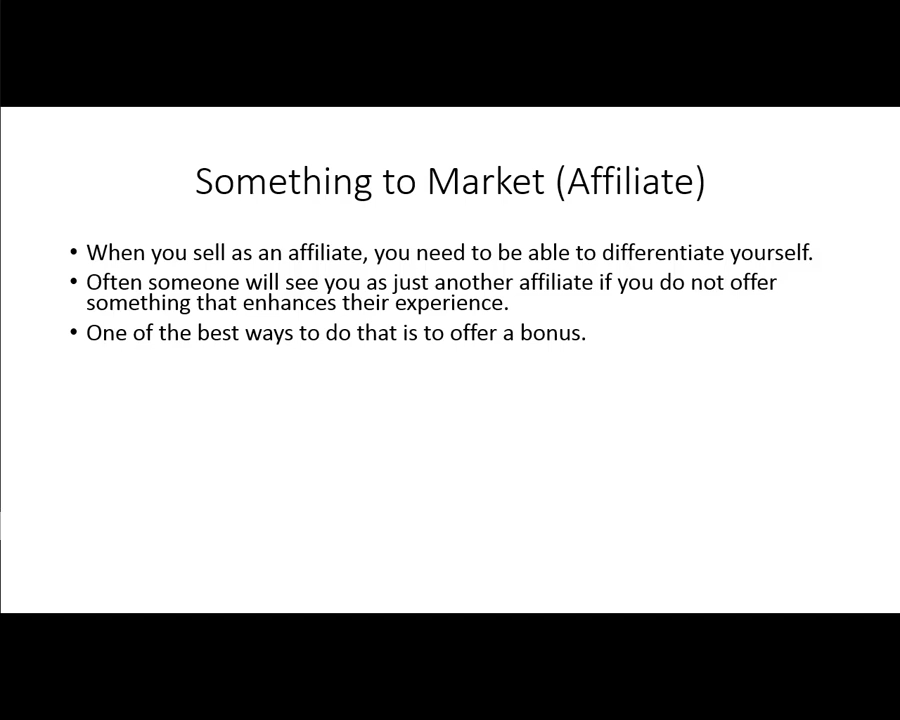 Something to Market (Affiliate)
• When you sell as an affiliate, you need to be able to differentiate yourself.
• Often someone will see you as just another affiliate if you do not offer
something that enhances their experience.
• One of the best ways to do that is to offer a bonus.